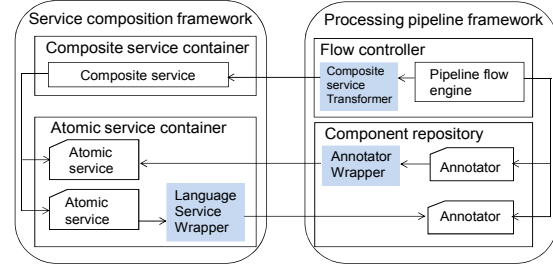 Service composition framework
Composite service container
Composite service
Atomic service container
Atomic
service
Atomic
service
Language
Service
Wrapper
Processing pipeline framework
Flow controller
Composite
service
Transformer
Pipeline flow
engine
Component repository
Annotator
Wrapper
Annotator
Annotator